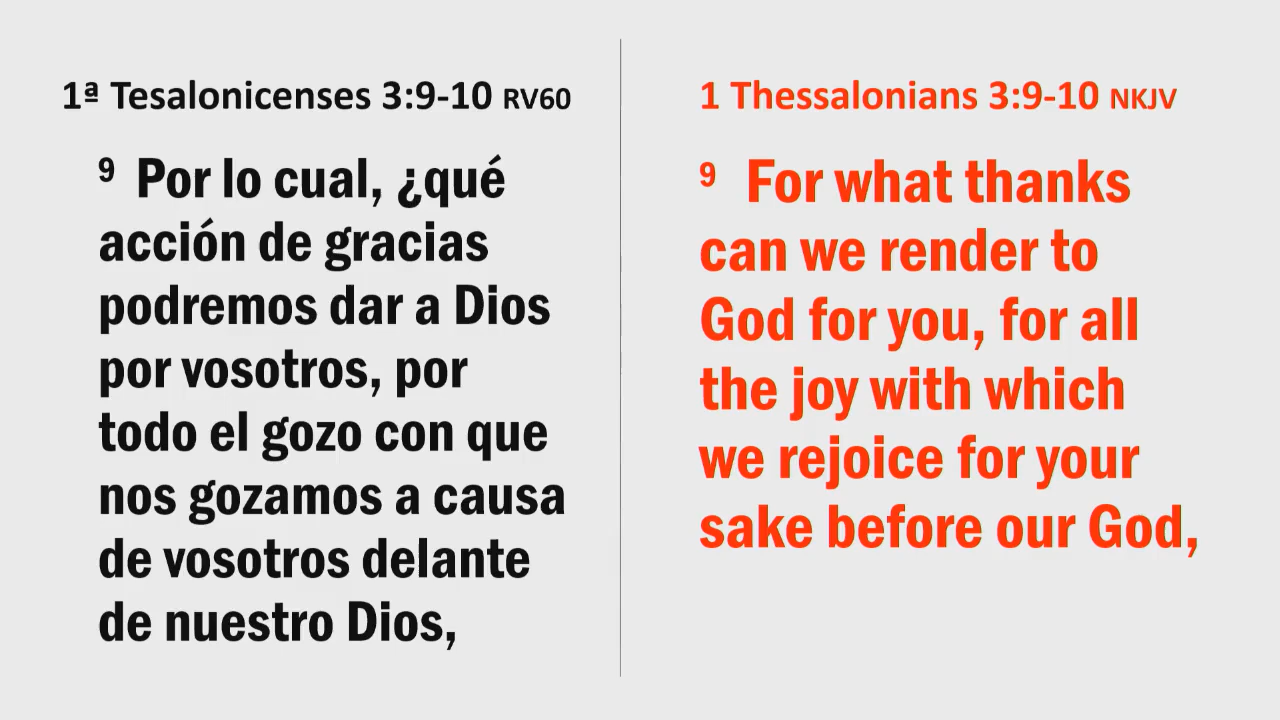 1ª Tesalonicenses 3:9-10 RV60
9 Por lo cual, ¿qué
acción de gracias
podremos dar a Dios
por vosotros, por
todo el gozo con que
nos gozamos a causa
de vosotros delante
de nuestro Dios,
1 Thessalonians 3:9-10 NKJV
9 For what thanks
can we render to
God for you, for all
the joy with which
we rejoice for your
sake before our God,